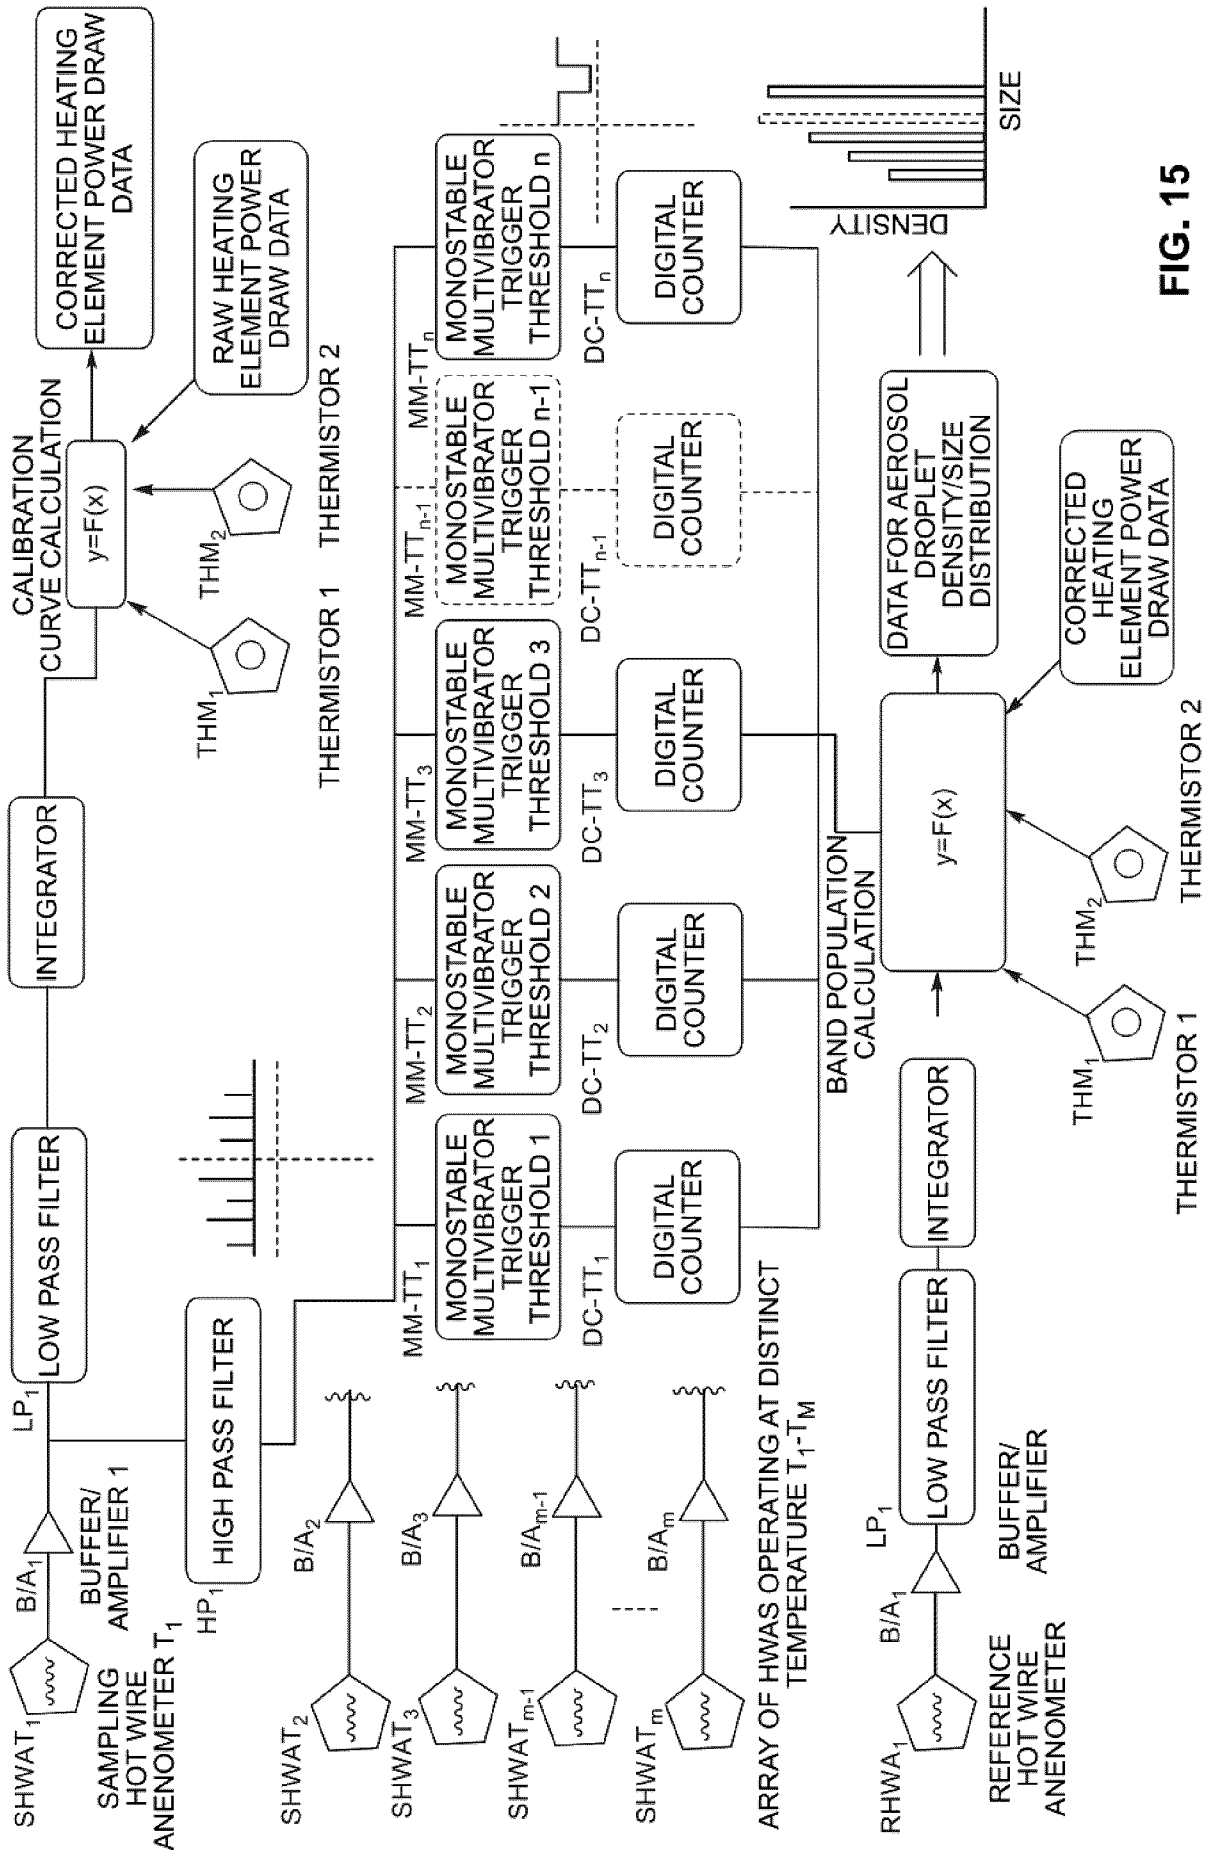 SHWAT1
SAMPLING
HOT WIRE
ANENOMETER T1
B/A1
BUFFER/
AMPLIFIER 1
LP1
LOW PASS FILTER
INTEGRATOR
CALIBRATION
CURVE CALCULATION
y=F(x)
CORRECTED HEATING
ELEMENT POWER DRAW
DATA
RAW HEATING
ELEMENT POWER
DRAW DATA
THM1
THM2
THERMISTOR 1
THERMISTOR 2
HP1
HIGH PASS FILTER
SHWAT2
B/A2
SHWAT3
B/A3
SHWATm-1
B/Am-1
SHWATm
B/Am
ARRAY OF HWAS OPERATING AT DISTINCT
TEMPERATURE T1-TM
MM-TT1
MONOSTABLE
MULTIVIBRATOR
TRIGGER
THRESHOLD 1
MM-TT2
MONOSTABLE
MULTIVIBRATOR
TRIGGER
THRESHOLD 2
MM-TT3
MONOSTABLE
MULTIVIBRATOR
TRIGGER
THRESHOLD 3
MM-TTn-1
MONOSTABLE
MULTIVIBRATOR
TRIGGER
THRESHOLD n-1
MM-TTn
MONOSTABLE
MULTIVIBRATOR
TRIGGER
THRESHOLD n
DC-TT1
DIGITAL
COUNTER
DC-TT2
DIGITAL
COUNTER
DC-TT3
DIGITAL
COUNTER
DC-TTn-1
DIGITAL
COUNTER
DC-TTn
DIGITAL
COUNTER
BAND POPULATION
CALCULATION
RHWA1
REFERENCE
HOT WIRE
ANENOMETER
B/A1
BUFFER/
AMPLIFIER
LP1
LOW PASS FILTER
INTEGRATOR
y=F(x)
THM1
THERMISTOR 1
THM2
THERMISTOR 2
CORRECTED
HEATING
ELEMENT POWER
DRAW DATA
DATA FOR AEROSOL
DROPLET
DENSITY/SIZE
DISTRIBUTION
DENSITY
SIZE
FIG. 15